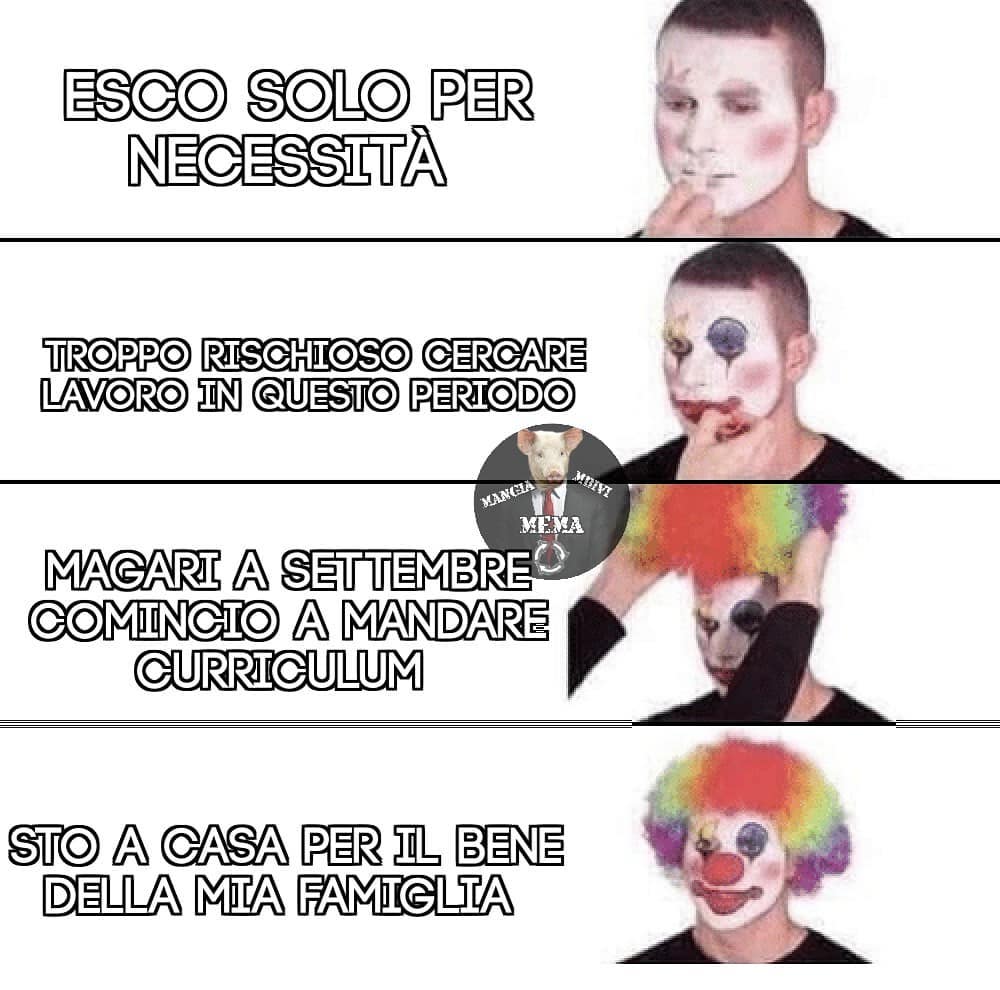 ESCO SOLO PER
NECESSITÀ
TROPPO RISCHIOSO CERCARE
LAVORO IN QUESTO PERIODO
MANGIA MDIVI
MEMA
MAGARI A SETTEMBRE
COMINCIO A MANDARE
CURRICULUM
STO A CASA PER IL BENE
DELLA MIA FAMIGLIA